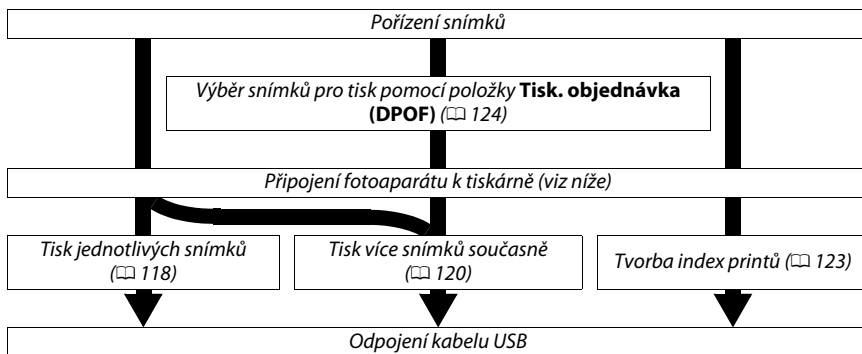 Pořízení snímků
Výběr snímků pro tisk pomocí položky Tisk. objednávka
(DPOF) (📖 124)
Připojení fotoaparátu k tiskárně (viz níže)
Tisk jednotlivých snímků
(📖 118)
Tisk více snímků současně
(📖 120)
Tvorba index printů (📖 123)
Odpojení kabelu USB